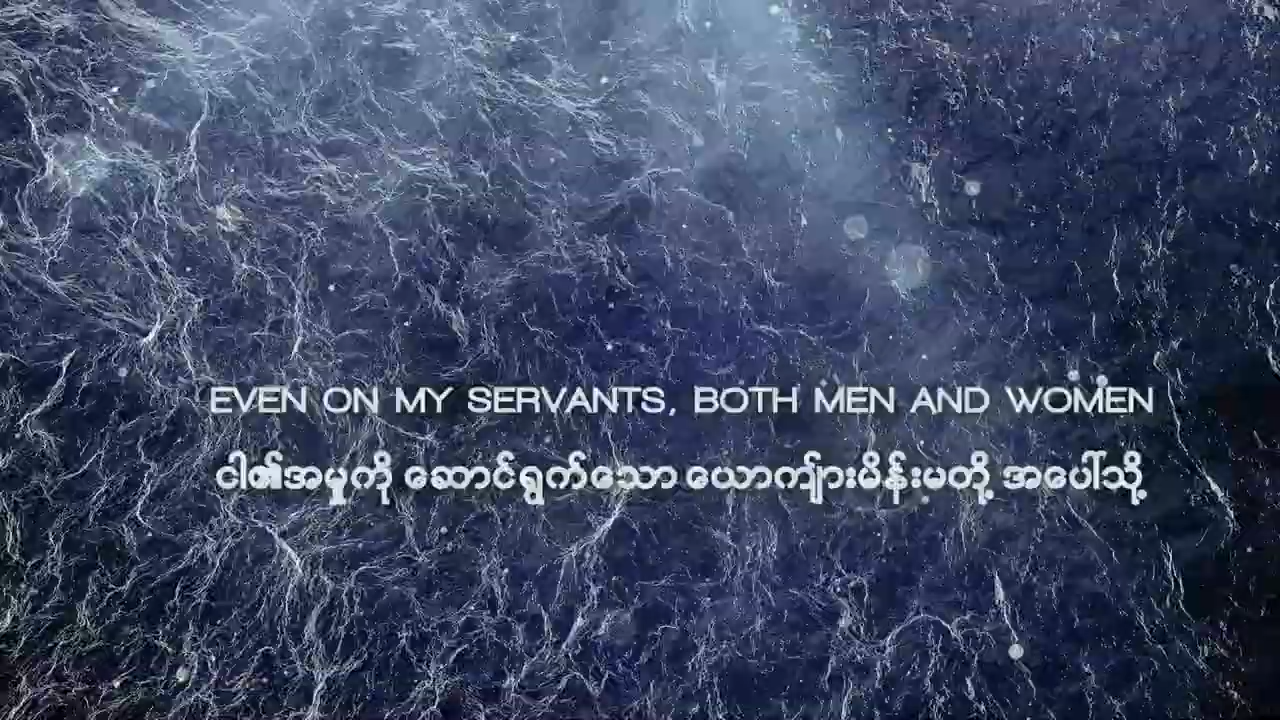 EVEN ON MY SERVANTS, BOTH MEN AND WOMEN
ငါ၏အမှုကို ဆောင်ရွက်သော ယောကျ်ားမိန်းမတို့ အပေါ်သို့